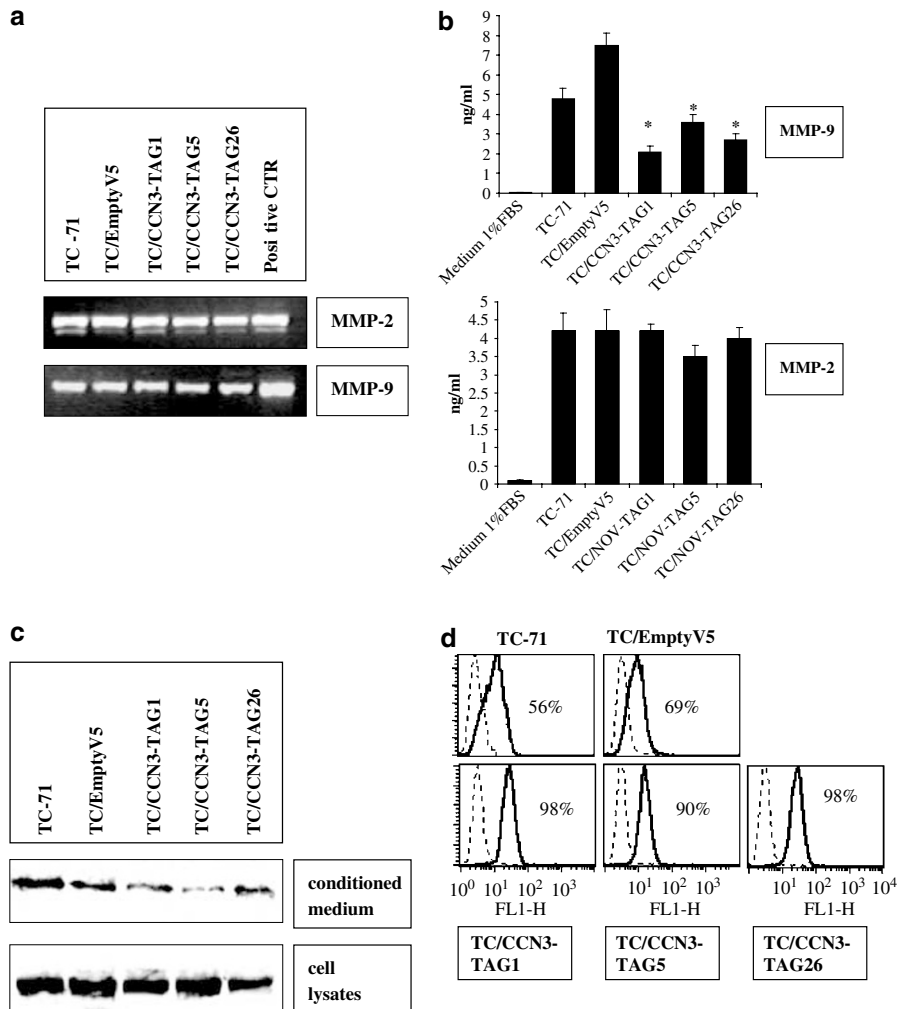 a
TC -71
TC/EmptyV5
TC/CCN3-TAG1
TC/CCN3-TAG5
TC/CCN3-TAG26
Posi tive CTR
MMP-2
MMP-9
b
9
8
7
6
5
4
3
2
1
0
ng/ml
*
*
*
MMP-9
Medium 1%FBS
TC-71
TC/EmptyV5
TC/CCN3-TAG1
TC/CCN3-TAG5
TC/CCN3-TAG26
5
4.5
4
3.5
3
2.5
2
1.5
1
0.5
0
ng/ml
MMP-2
Medium 1%FBS
TC-71
TC/EmptyV5
TC/NOV-TAG1
TC/NOV-TAG5
TC/NOV-TAG26
c
TC-71
TC/EmptyV5
TC/CCN3-TAG1
TC/CCN3-TAG5
TC/CCN3-TAG26
conditioned
medium
cell
lysates
d
TC-71
TC/EmptyV5
56%
69%
98%
90%
98%
10⁰ 10¹ 10² 10³
10¹ 10² 10³
10¹ 10² 10³ 10⁴
FL1-H
FL1-H
FL1-H
TC/CCN3-
TAG1
TC/CCN3-
TAG5
TC/CCN3-
TAG26